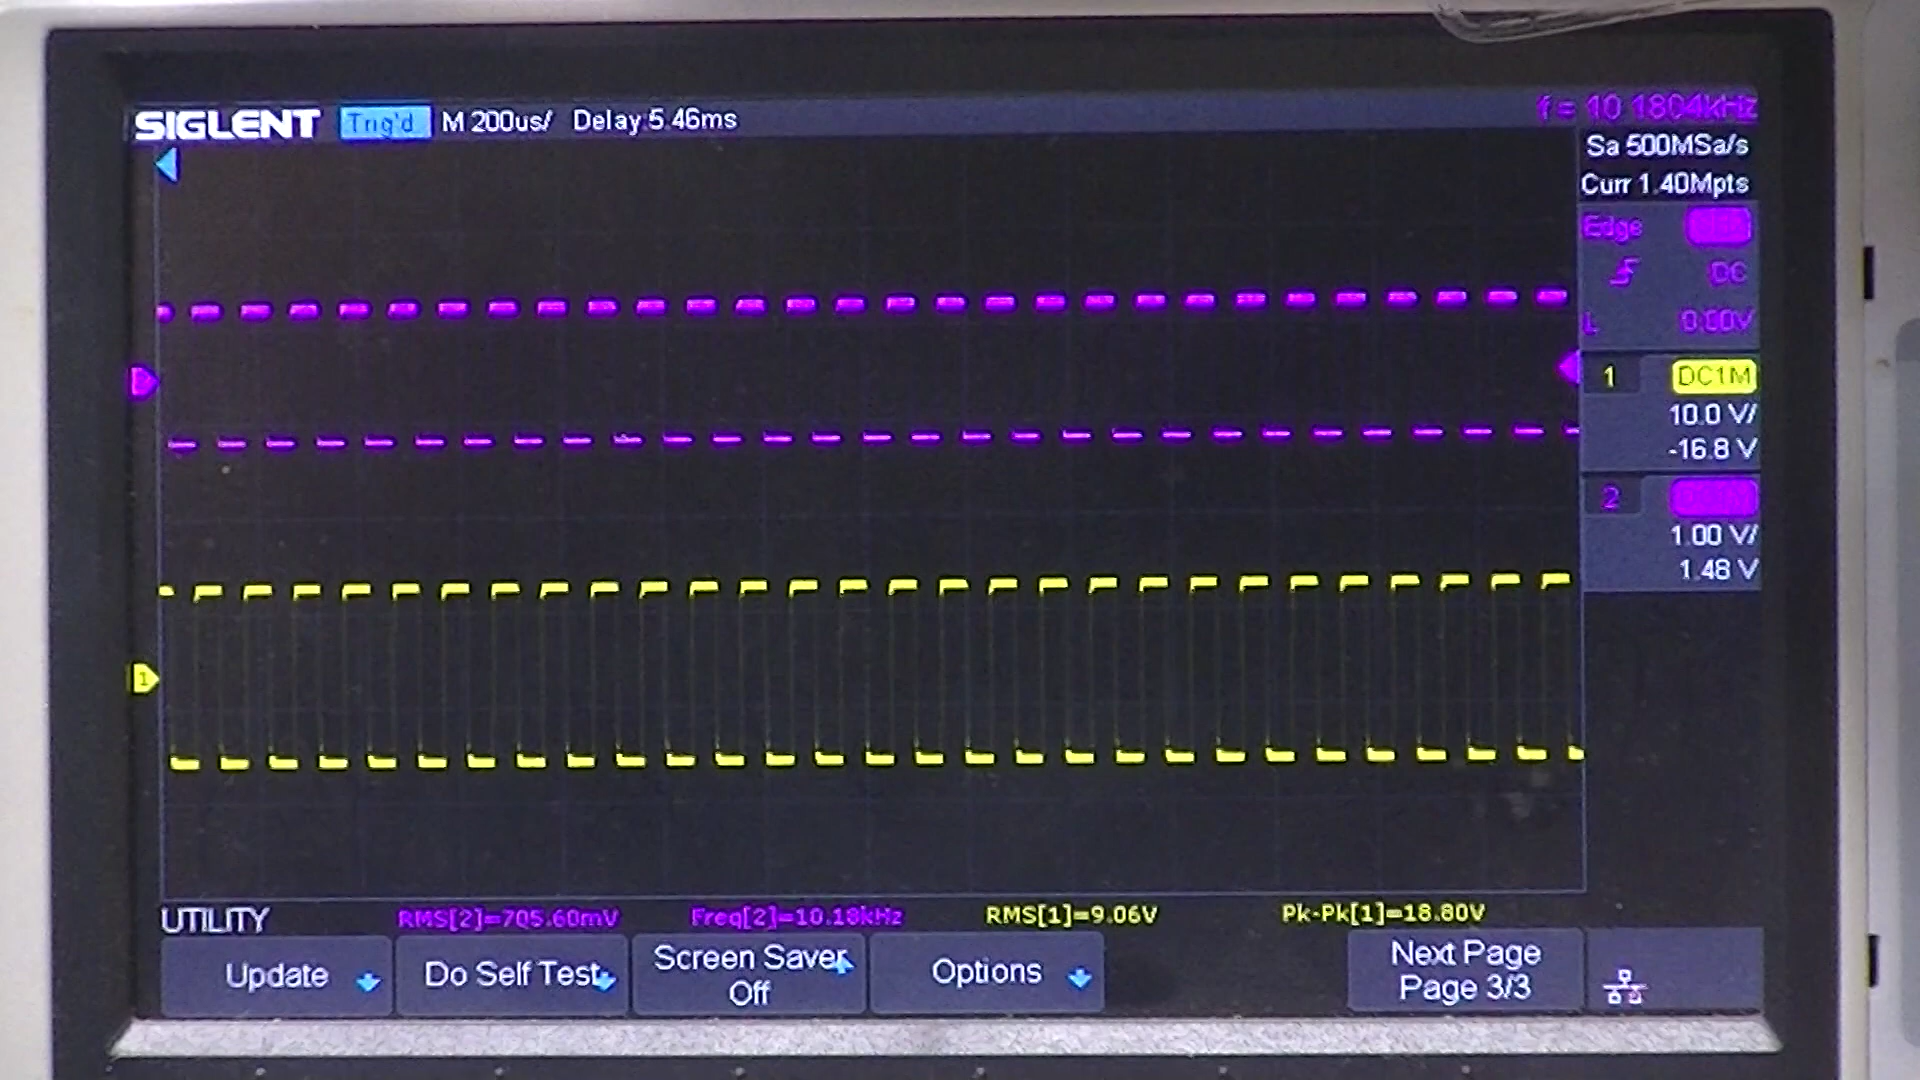 SIGLENT Trig'd M 200us/ Delay 5.46ms
f = 10.1804kHz
Sa 500MSa/s
Curr 1.40Mpts
Edge
DC
L 0.00V
1 DC1M
10.0 V/
-16.8 V
2
1.00 V/
1.48 V
1
UTILITY RMS[2]=705.60mV Freq[2]=10.18kHz RMS[1]=9.06V Pk-Pk[1]=18.80V
Update
Do Self Test
Screen Saver
Off
Options
Next Page
Page 3/3